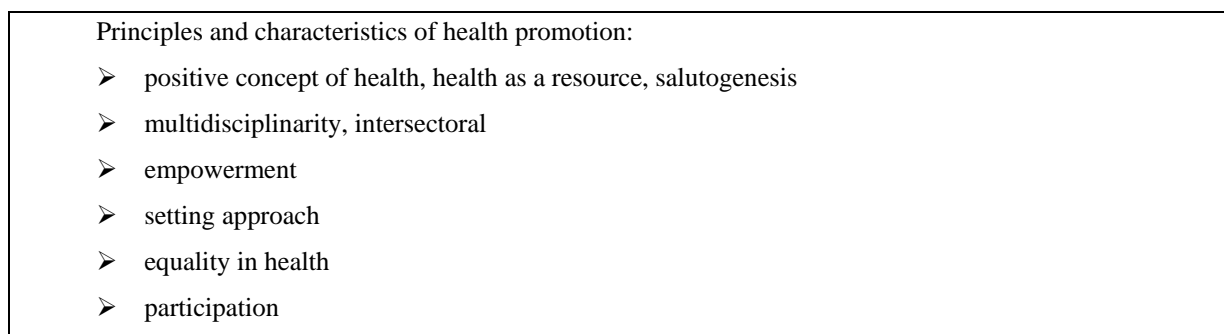 Principles and characteristics of health promotion:
➢ positive concept of health, health as a resource, salutogenesis
➢ multidisciplinarity, intersectoral
➢ empowerment
➢ setting approach
➢ equality in health
➢ participation